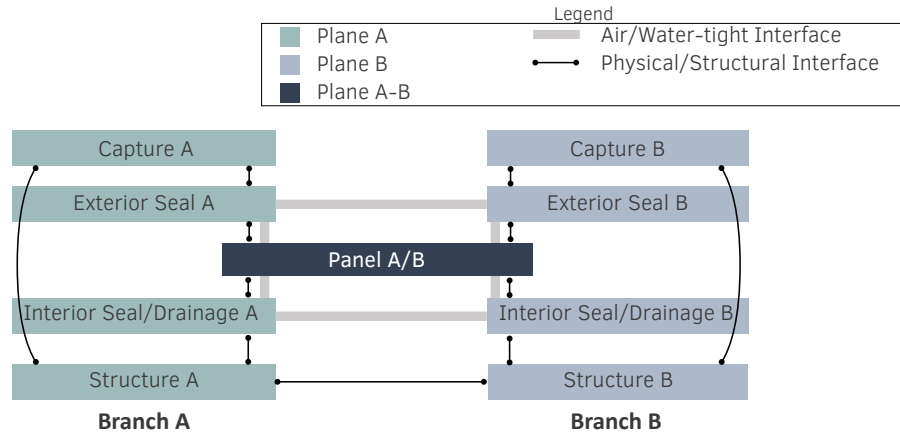 Legend
Plane A
Air/Water-tight Interface
Plane B
Physical/Structural Interface
Plane A-B
Capture A
Capture B
Exterior Seal A
Exterior Seal B
Panel A/B
Interior Seal/Drainage A
Interior Seal/Drainage B
Structure A
Structure B
Branch A
Branch B